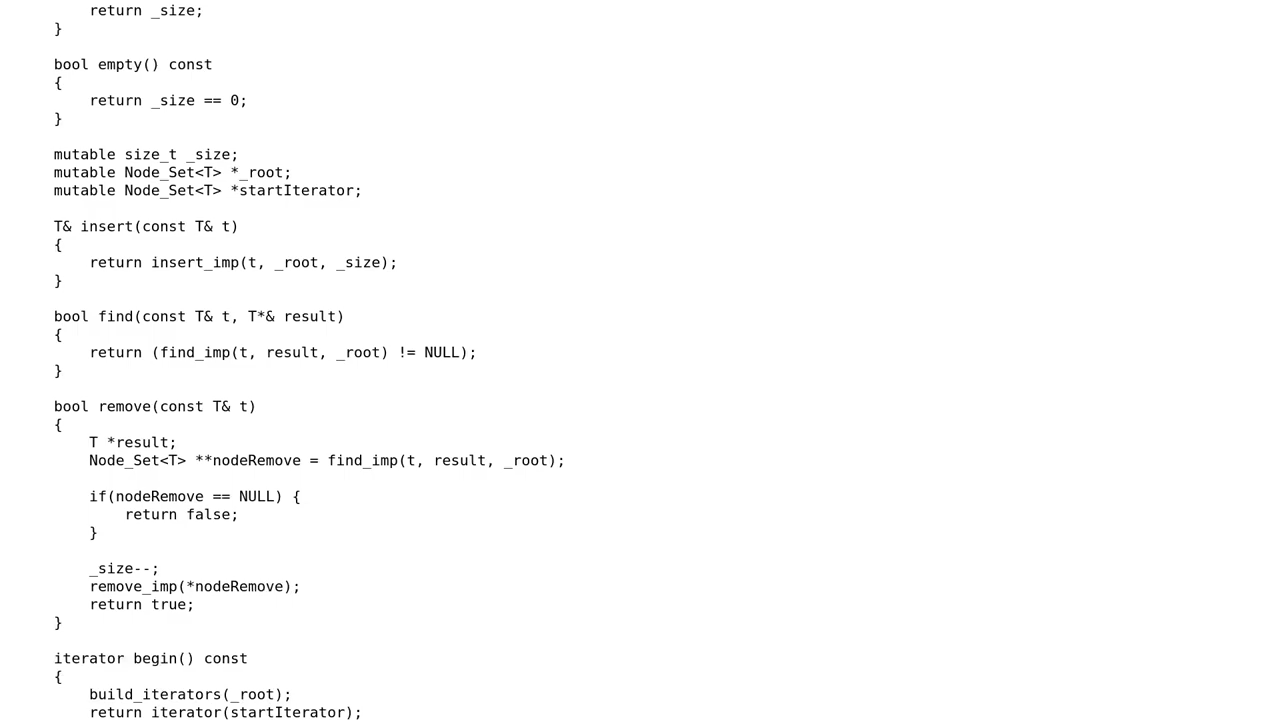 return _size;
}
bool empty() const
{
return _size == 0;
}
mutable size_t _size;
mutable Node_Set<T> *_root;
mutable Node_Set<T> *startIterator;
T& insert(const T& t)
{
return insert_imp(t, _root, _size);
}
bool find(const T& t, T*& result)
{
return (find_imp(t, result, _root) != NULL);
}
bool remove(const T& t)
{
T *result;
Node_Set<T> **nodeRemove = find_imp(t, result, _root);
if(nodeRemove == NULL) {
return false;
}
_size--;
remove_imp(*nodeRemove);
return true;
}
iterator begin() const
{
build_iterators(_root);
return iterator(startIterator);